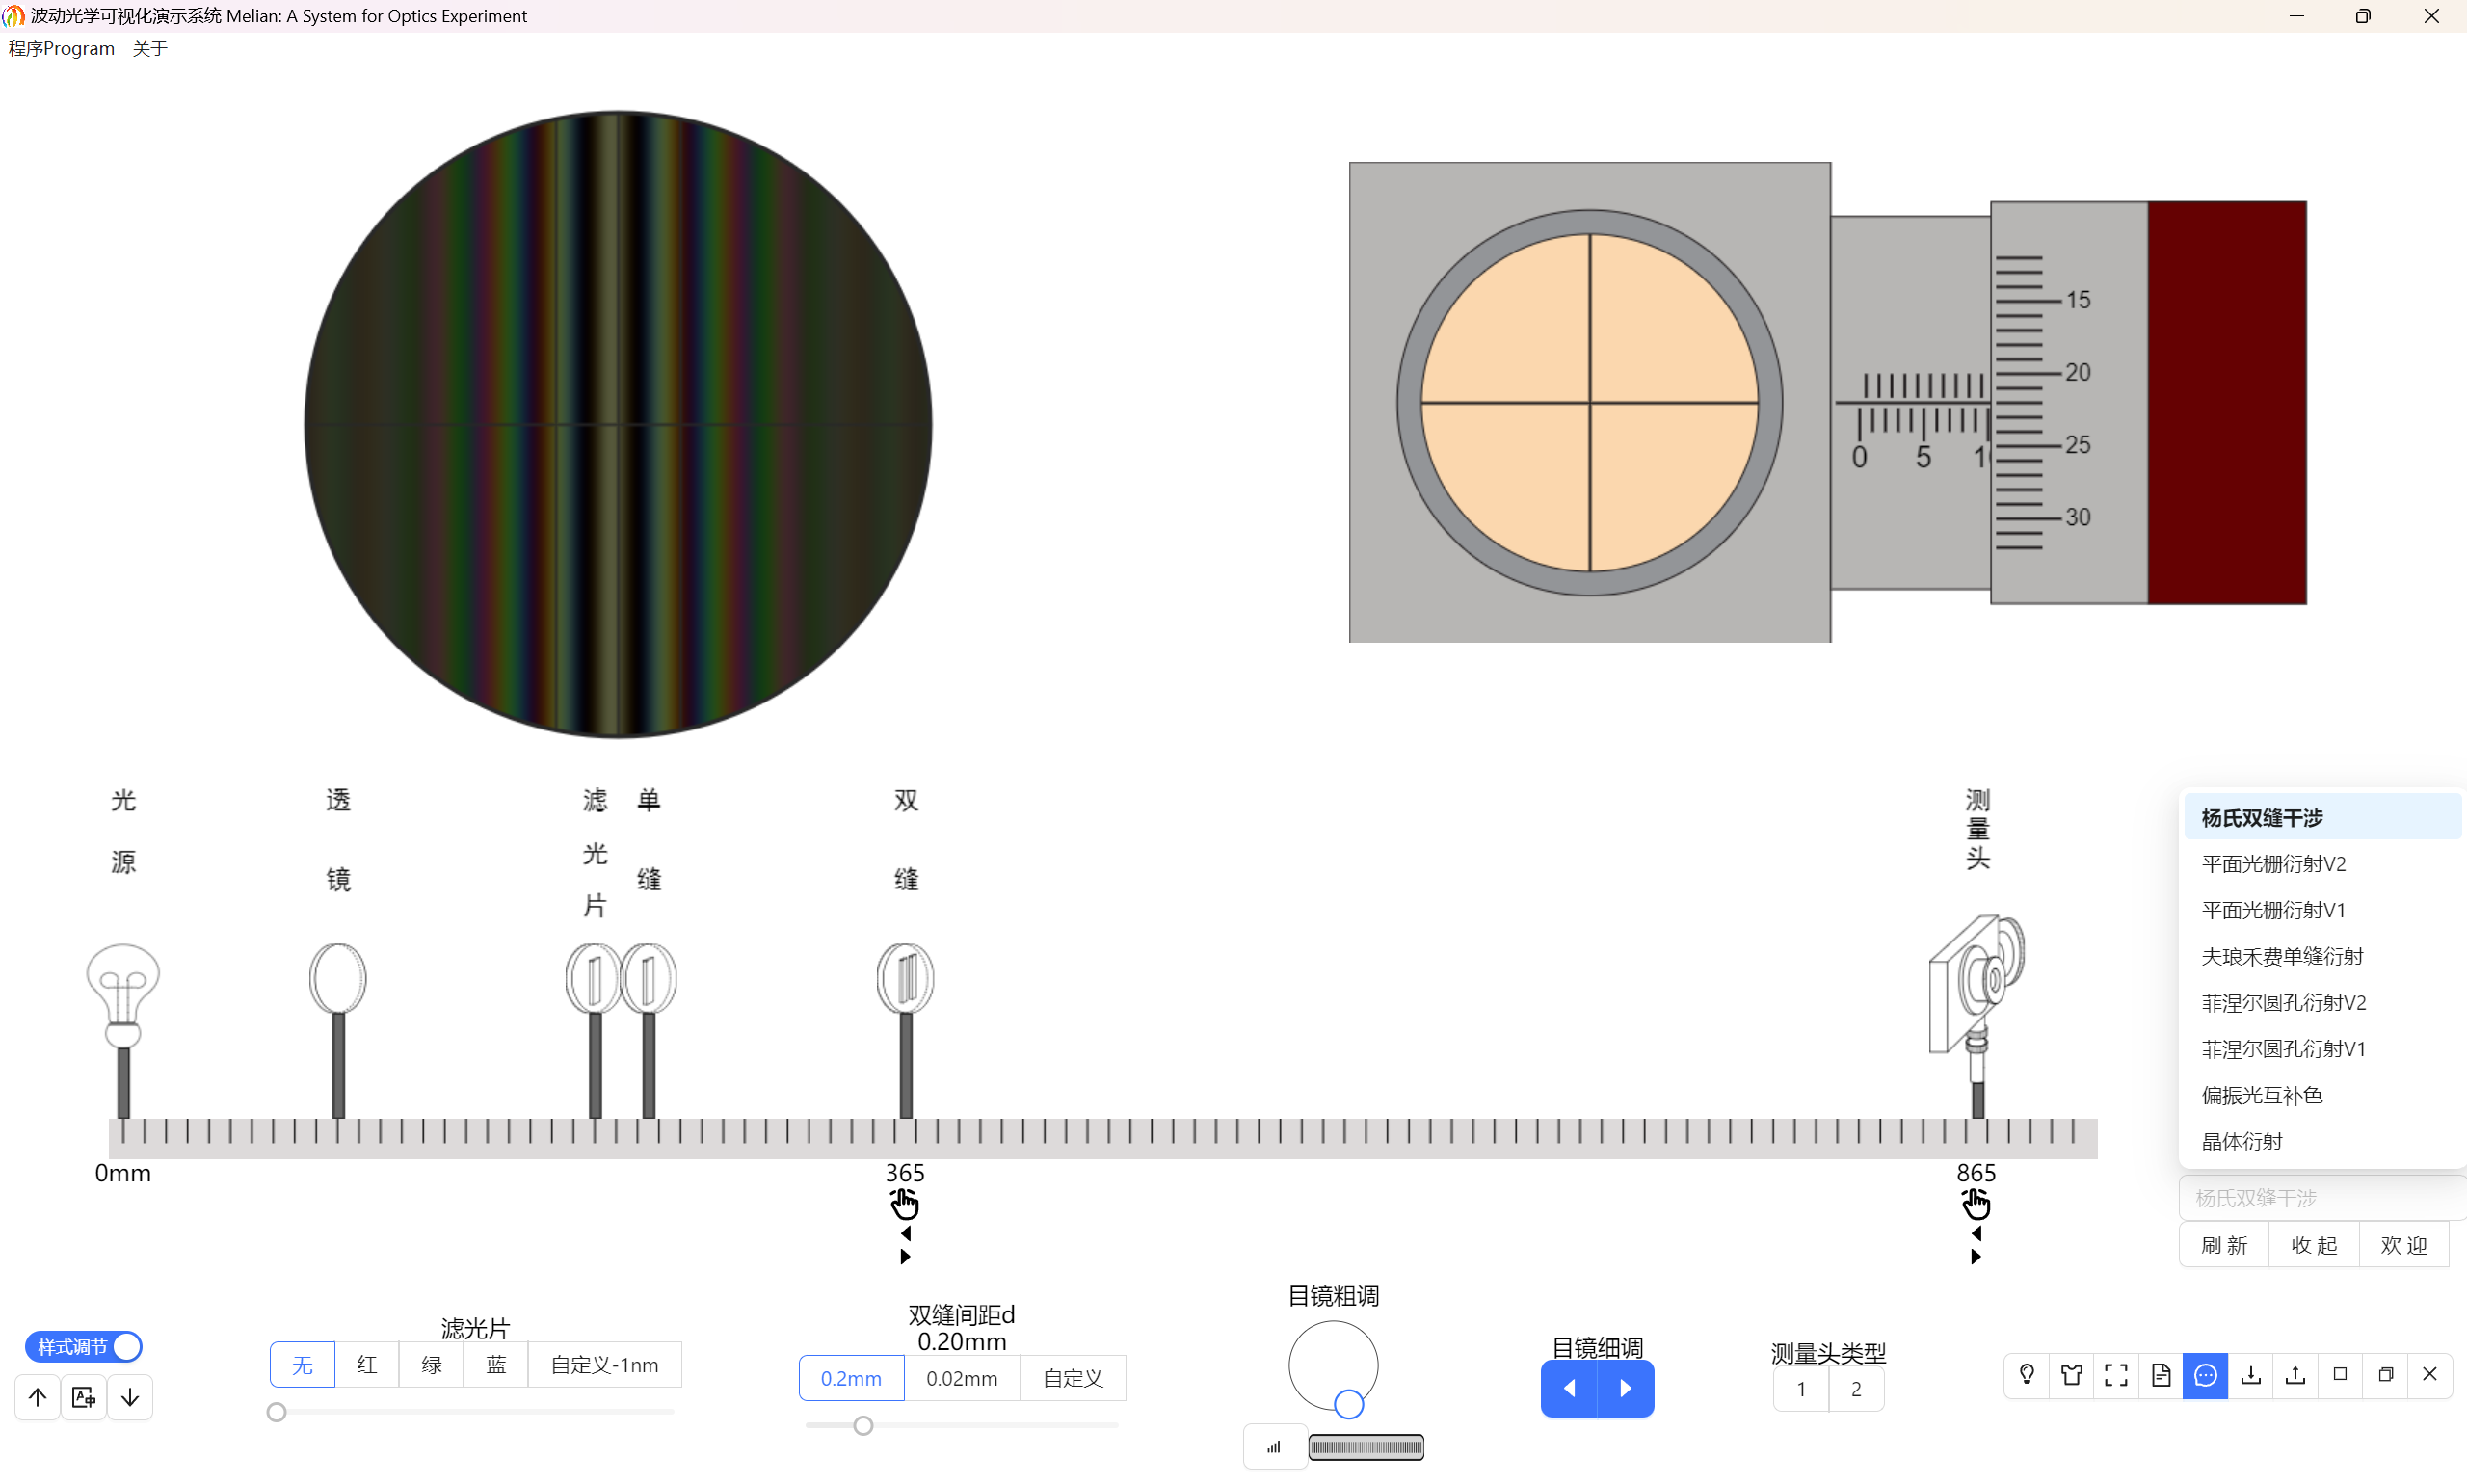 波动光学可视化演示系统 Melian: A System for Optics Experiment
程序Program 关于
15
20
25
30
0 5
光源
透镜
滤光片
单缝
双缝
测量头
0mm
365
865
杨氏双缝干涉
平面光栅衍射V2
平面光栅衍射V1
夫琅禾费单缝衍射
菲涅尔圆孔衍射V2
菲涅尔圆孔衍射V1
偏振光互补色
晶体衍射
杨氏双缝干涉
刷新 收起 欢迎
样式调节
滤光片
无 红 绿 蓝 自定义-1nm
双缝间距d
0.20mm
0.2mm 0.02mm 自定义
目镜粗调
目镜细调
测量头类型
1 2